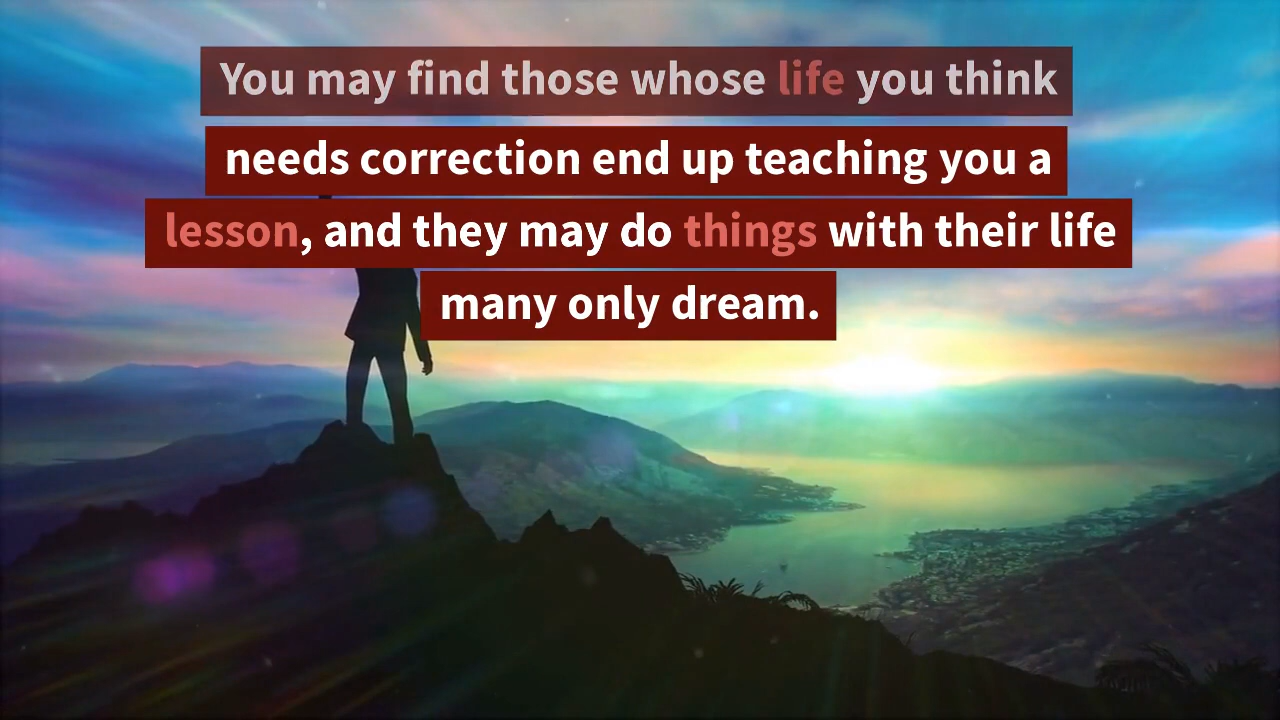 You may find those whose life you think
needs correction end up teaching you a
lesson, and they may do things with their life
many only dream.